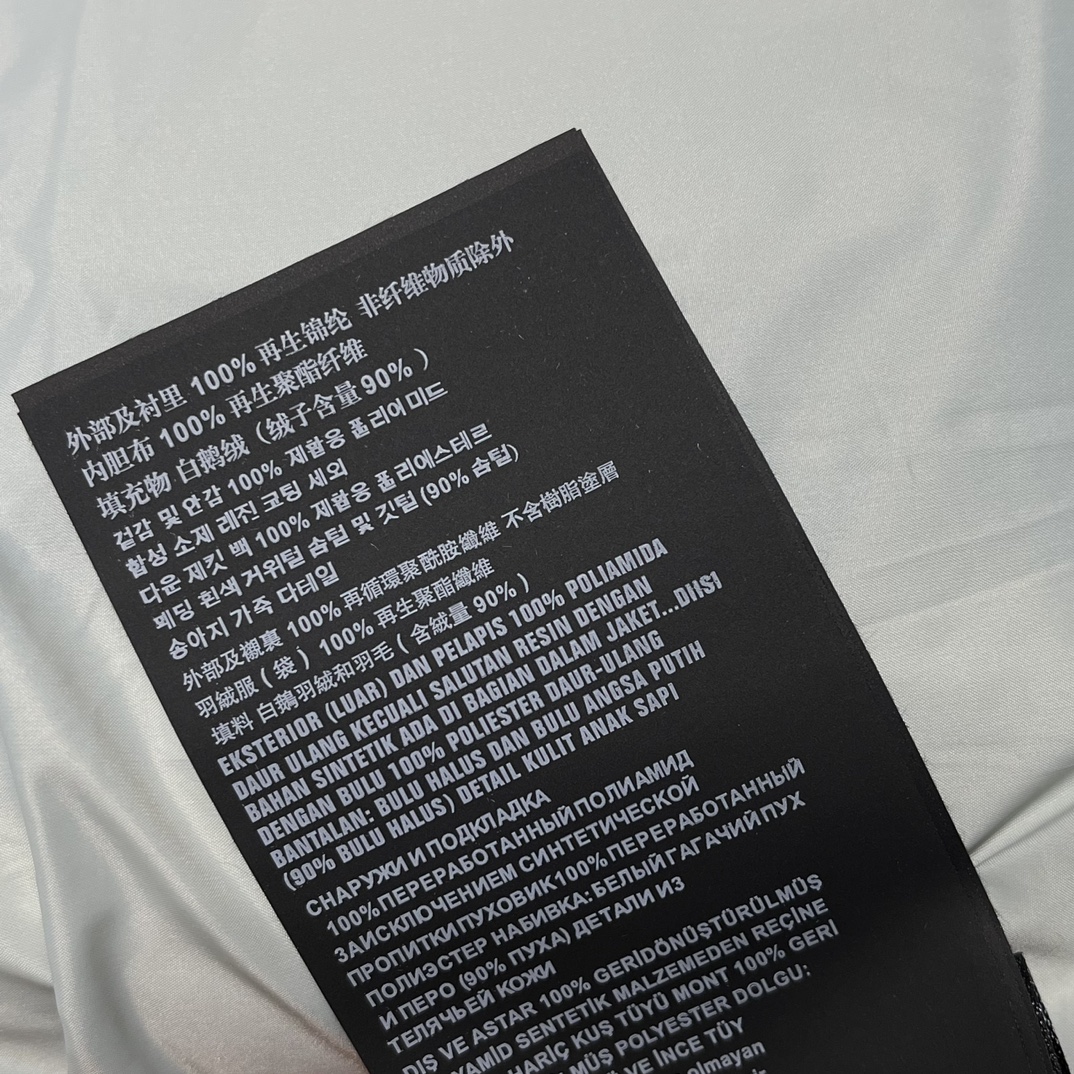 外部及衬里 100% 再生锦纶 非纤维物质除外
内胆布 100% 再生聚酯纤维
填充物 白鹅绒（绒子含量 90% ）
겉감 및 안감 100% 재활용 폴리어미드
합성 소제 레진 코팅 세외
다운 재킷 백 100% 재활용 폴리에스테르
패딩 흰색 거위털 솜털 및 깃털 (90% 솜털)
송아지 가죽 디테일
外部及襯裏 100% 再循環聚酰胺纖維 不含樹脂塗層
羽絨服 ( 袋 ) 100% 再生聚酯纖維
填料 白鵝羽絨和羽毛 ( 含絨量 90% )
EKSTERIOR (LUAR) DAN PELAPIS 100% POLIAMIDA
DAUR ULANG KECUALI SALUTAN RESIN DENGAN
BAHAN SINTETIK ADA DI BAGIAN DALAM JAKET...DHS1
DENGAN BULU 100% POLIESTER DAUR-ULANG
BANTALAN: BULU HALUS DAN BULU ANGSA PUTIH
(90% BULU HALUS) DETAIL KULIT ANAK SAPI
СНАРУЖИ И ПОДКЛАДКА
100% ПЕРЕРАБОТАННЫЙ ПОЛИАМИД
ЗА ИСКЛЮЧЕНИЕМ СИНТЕТИЧЕСКОЙ
ПРОПИТКИ ПУХОВИК 100% ПЕРЕРАБОТАННЫЙ
ПОЛИЭСТЕР НАБИВКА: БЕЛЫЙ ГАГАЧИЙ ПУХ
И ПЕРО (90% ПУХА) ДЕТАЛИ ИЗ
ТЕЛЯЧЬЕЙ КОЖИ
DIŞ VE ASTAR 100% GERİDÖNÜŞTÜRÜLMÜŞ
YAMİD SENTETİK MALZEMEDEN REÇİNE
HARİÇ KUŞ TÜYÜ MONT 100% GERİ
MÜŞ POLYESTER DOLGU:
VE İNCE TÜY
olmayan